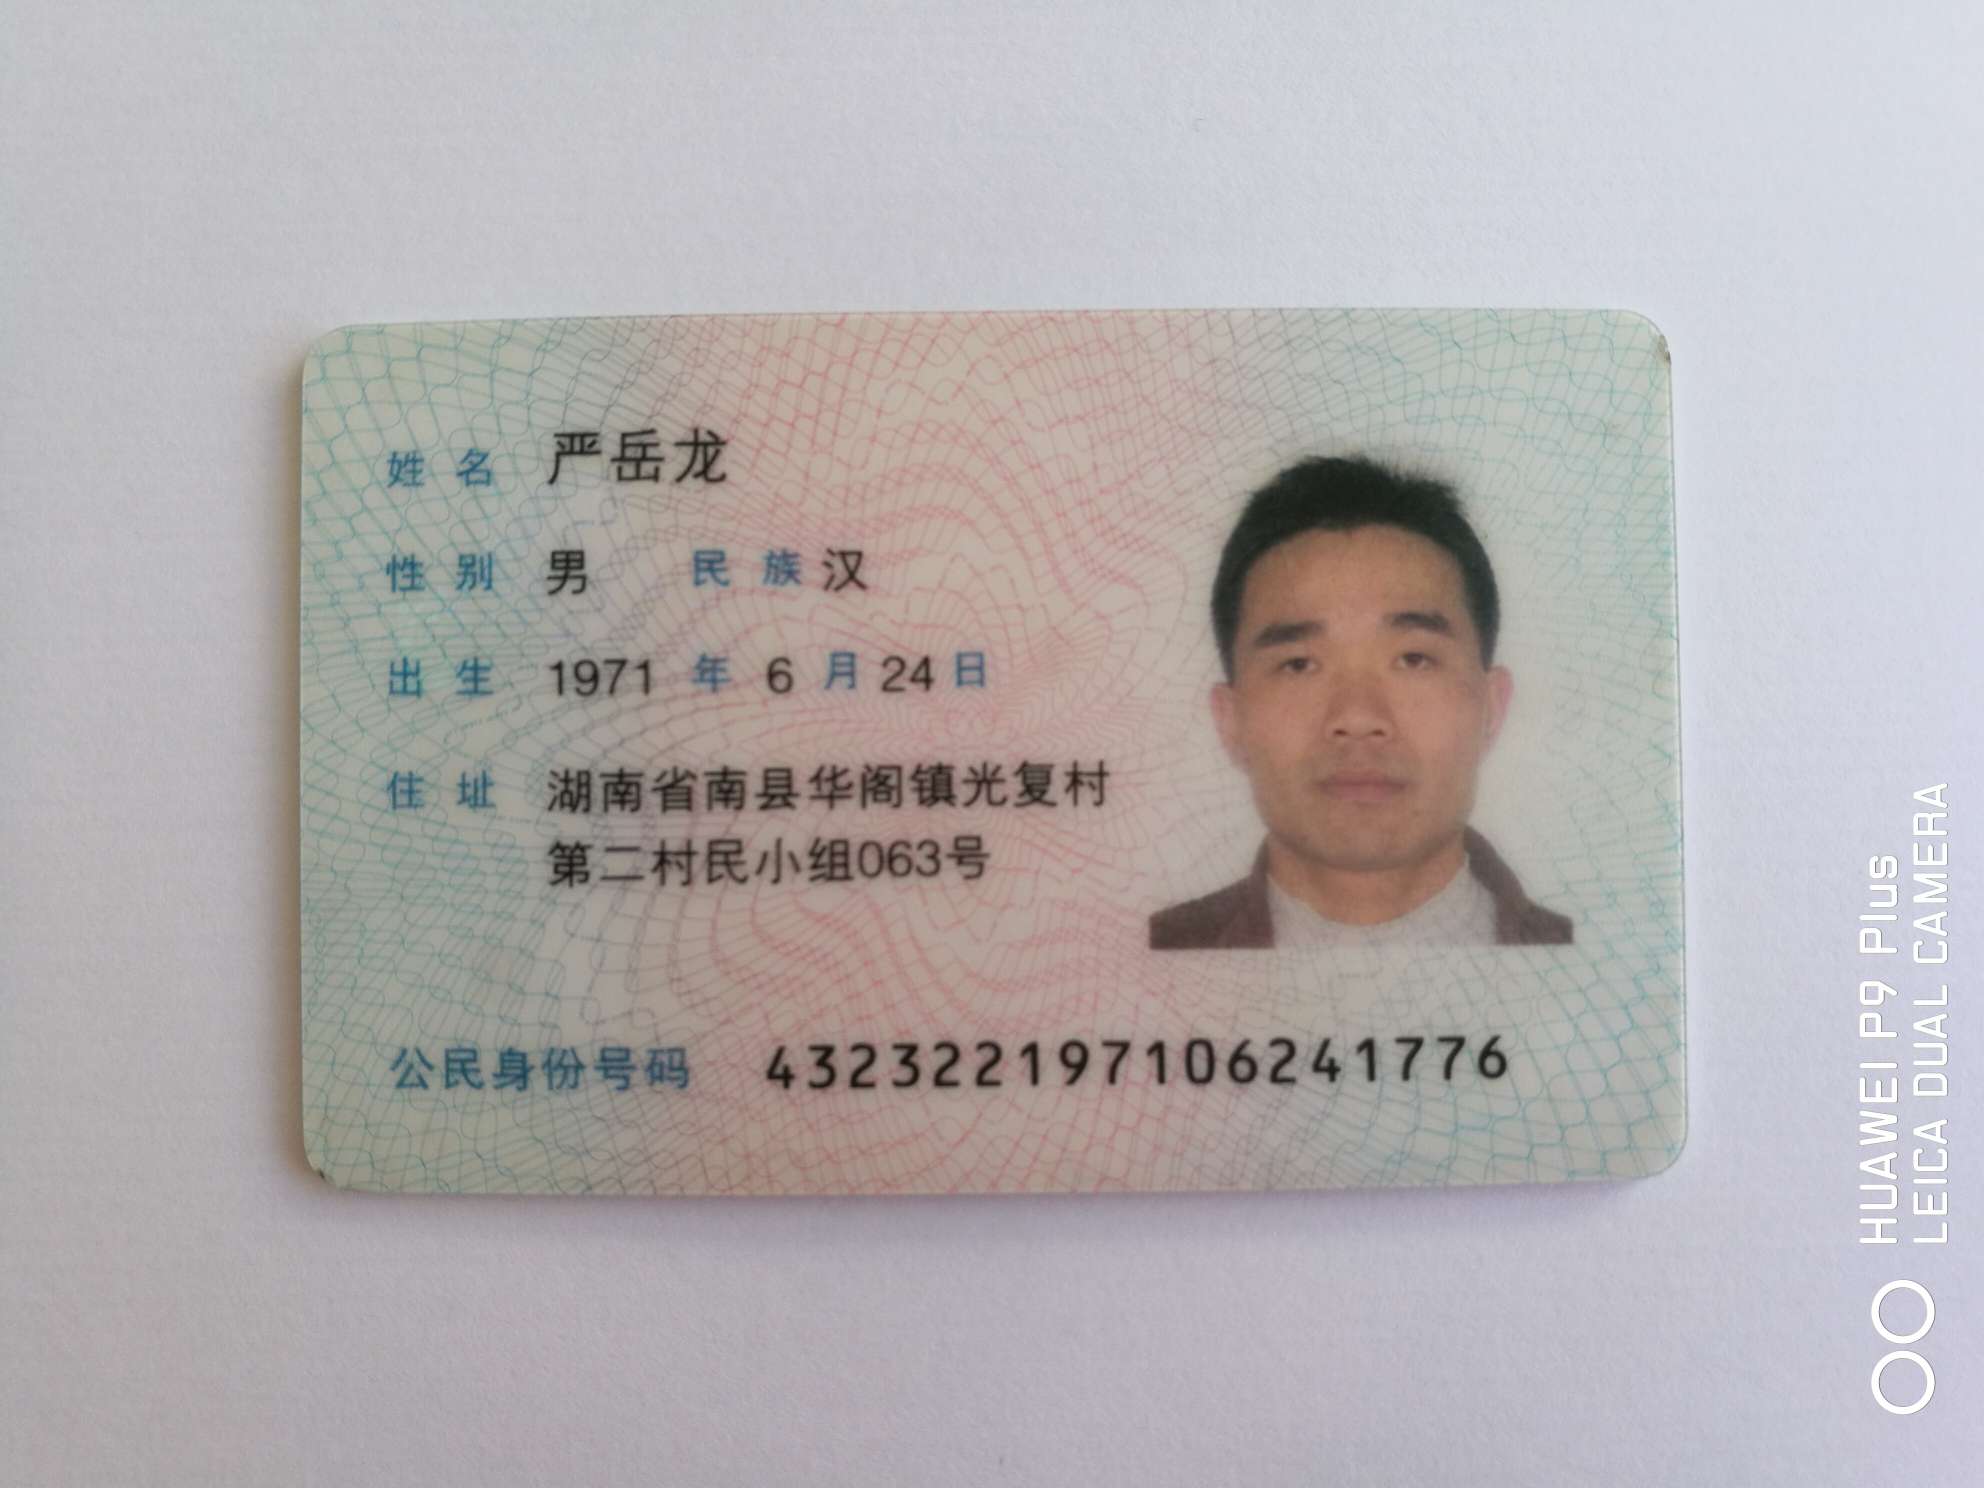 姓名 严岳龙
性别 男 民族 汉
出生 1971 年 6 月 24 日
住址 湖南省南县华阁镇光复村
第二村民小组063号
公民身份号码 432322197106241776
HUAWEI P9 Plus
LEICA DUAL CAMERA